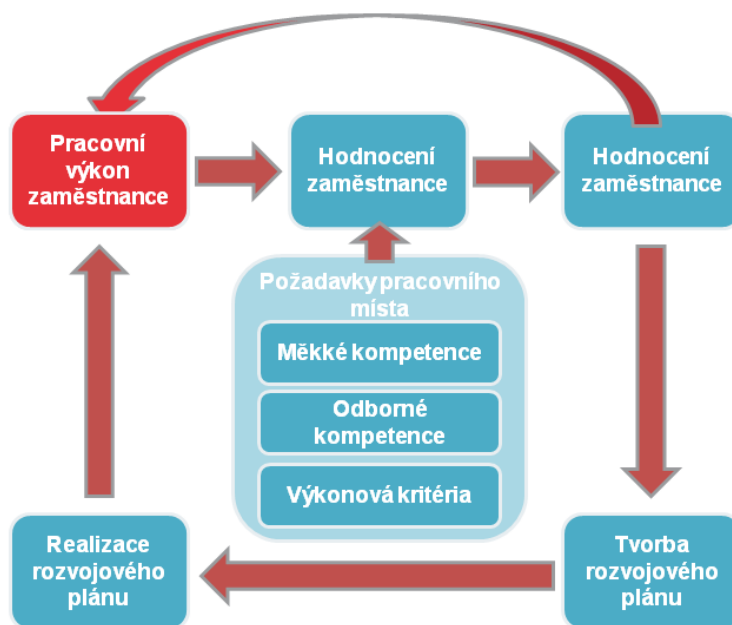 Pracovní
výkon
zaměstnance
Hodnocení
zaměstnance
Hodnocení
zaměstnance
Požadavky pracovního
místa
Měkké kompetence
Odborné
kompetence
Výkonová kritéria
Realizace
rozvojového
plánu
Tvorba
rozvojového
plánu